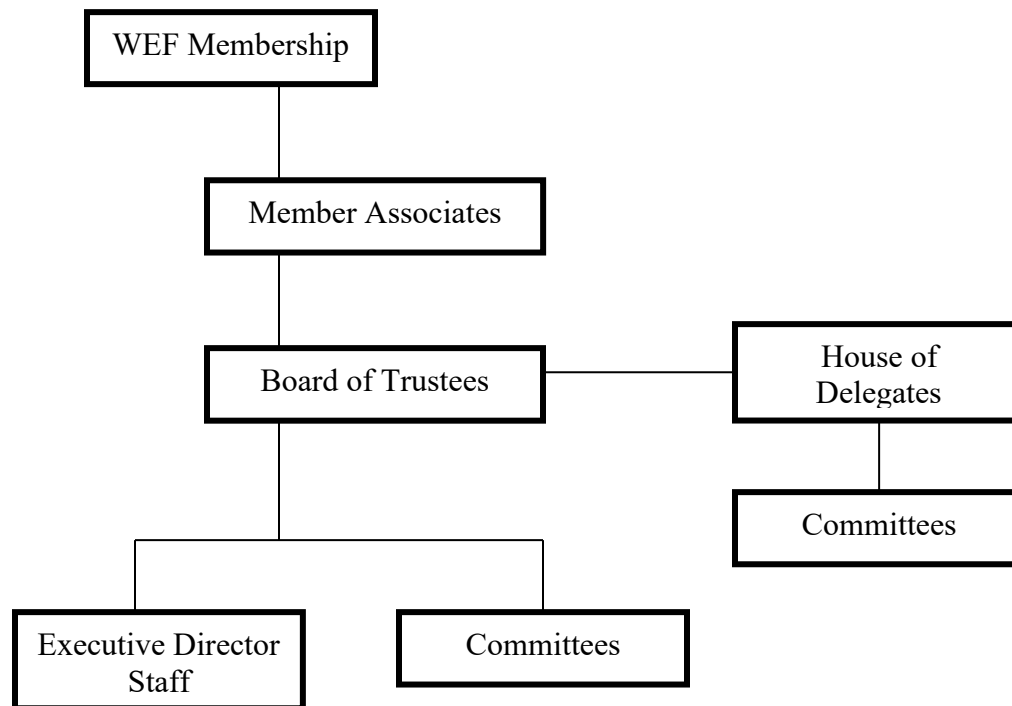 WEF Membership
Member Associates
Board of Trustees
House of
Delegates
Committees
Executive Director
Staff
Committees